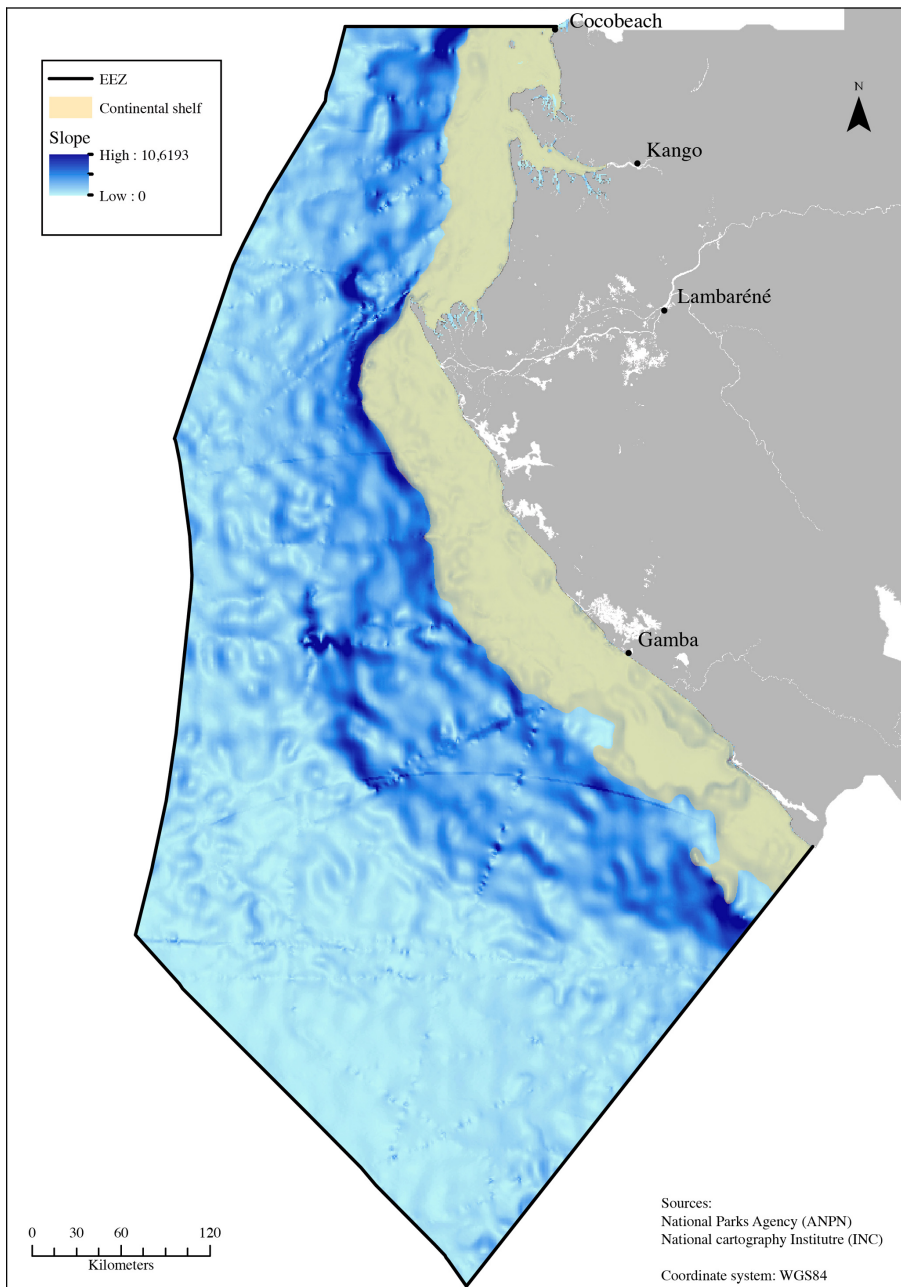 Cocobeach
EEZ
Continental shelf
Slope
High : 10,6193
Low : 0
N
Kango
Lambaréné
Gamba
0 30 60 120
Kilometers
Sources:
National Parks Agency (ANPN)
National cartography Institutre (INC)
Coordinate system: WGS84